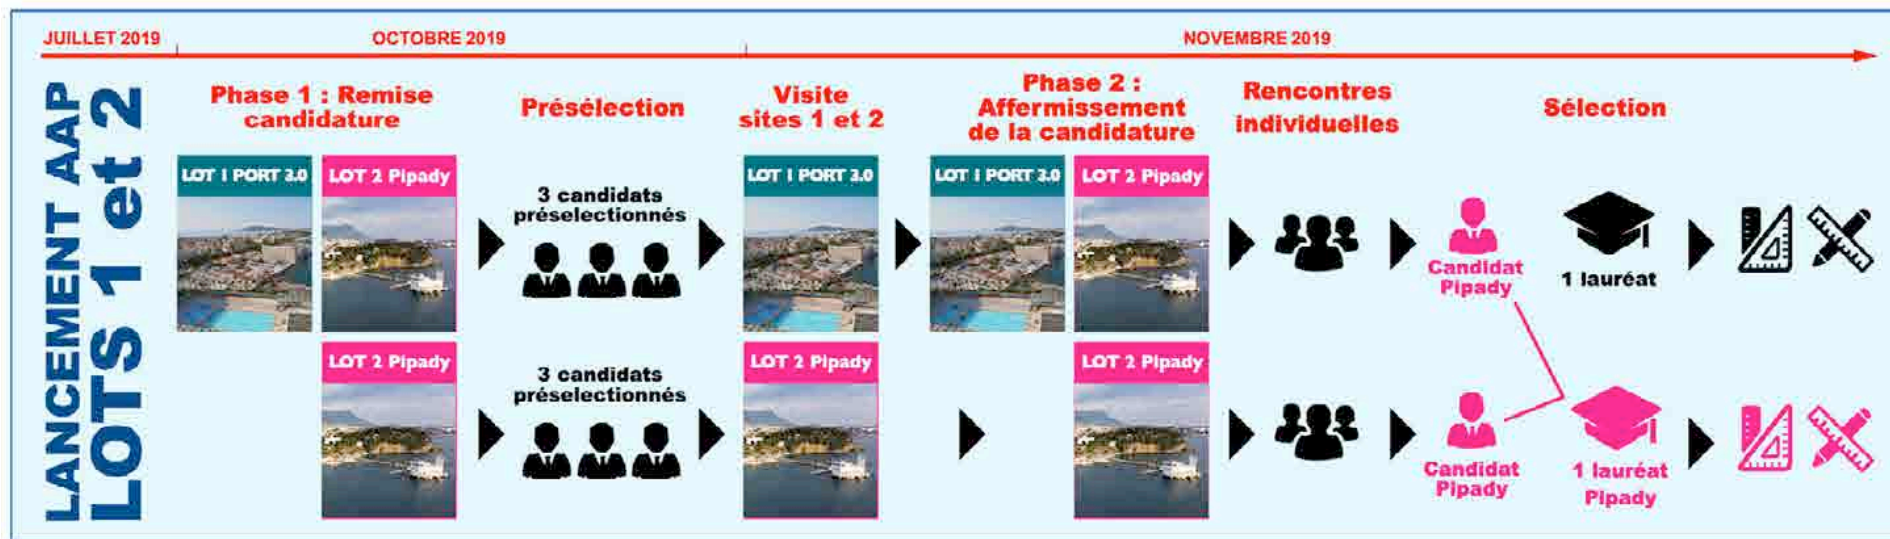 JUILLET 2019
OCTOBRE 2019
NOVEMBRE 2019
LANCEMENT AAP
LOTS 1 et 2
Phase 1 : Remise
candidature
Présélection
Visite
sites 1 et 2
Phase 2 :
Affermissement
de la candidature
Rencontres
individuelles
Sélection
LOT 1 PORT 3.0
LOT 2 Pipady
3 candidats
préselectionnés
LOT 1 PORT 3.0
LOT 1 PORT 3.0
LOT 2 Pipady
Candidat
Pipady
1 lauréat
LOT 2 Pipady
3 candidats
préselectionnés
LOT 2 Pipady
LOT 2 Pipady
Candidat
Pipady
1 lauréat
Pipady